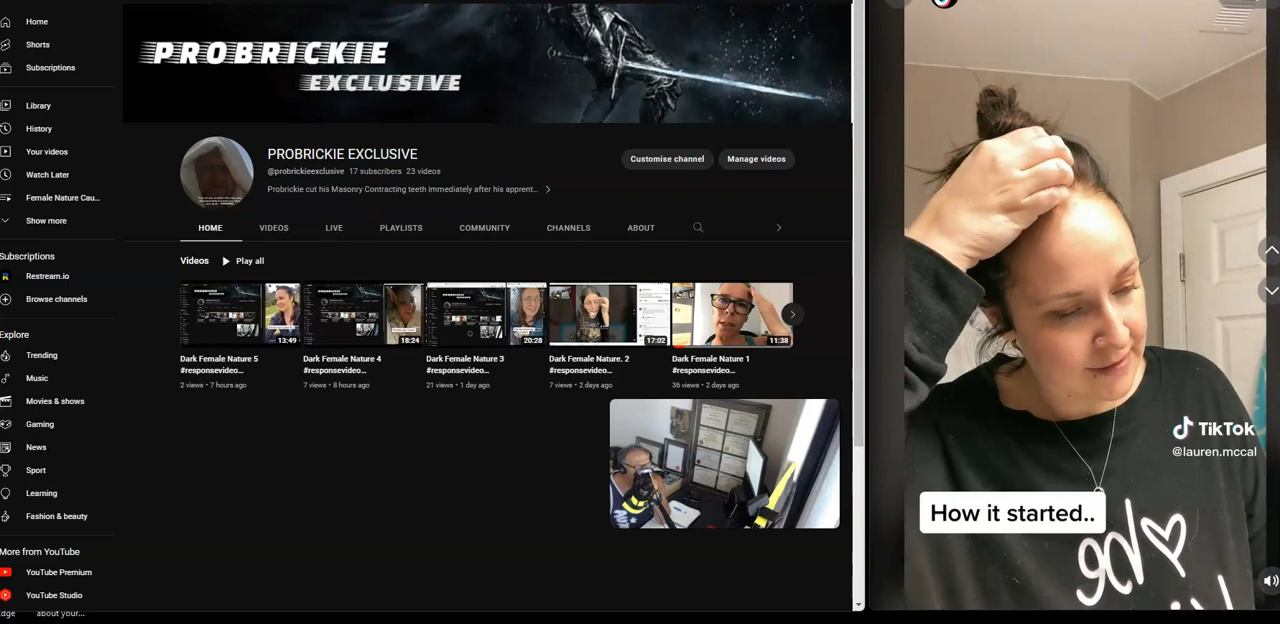 Home
Shorts
Subscriptions
Library
History
Your videos
Watch Later
Female Nature Cau...
Show more
Subscriptions
Restream.io
Browse channels
Explore
Trending
Music
Movies & shows
Gaming
News
Sport
Learning
Fashion & beauty
More from YouTube
YouTube Premium
YouTube Studio
dge about your...
PROBRICKIE
EXCLUSIVE
PROBRICKIE EXCLUSIVE
@probrickieexclusive 17 subscribers 23 videos
Probrickie cut his Masonry Contracting teeth immediately after his apprent...
Customise channel Manage videos
HOME VIDEOS LIVE PLAYLISTS COMMUNITY CHANNELS ABOUT
Videos Play all
13:49 18:24 20:28 17:02 11:38
Dark Female Nature 5
#responsevideo...
2 views • 7 hours ago
Dark Female Nature 4
#responsevideo...
7 views • 8 hours ago
Dark Female Nature 3
#responsevideo...
21 views • 1 day ago
Dark Female Nature. 2
#responsevideo...
7 views • 2 days ago
Dark Female Nature 1
#responsevideo...
36 views • 2 days ago
TikTok
@lauren.mccal
How it started..